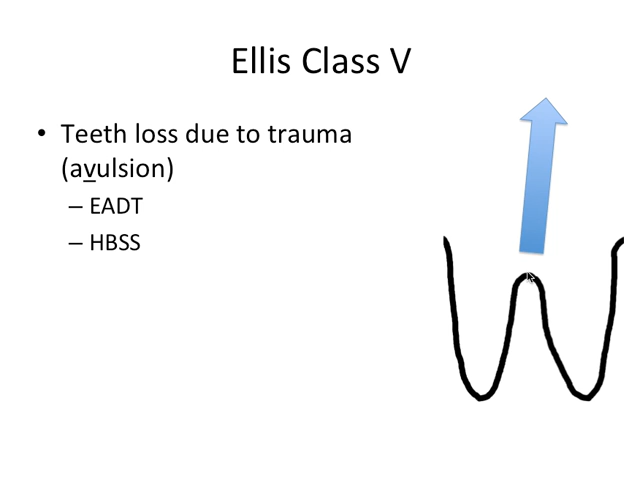 Ellis Class V
• Teeth loss due to trauma
(avulsion)
– EADT
– HBSS